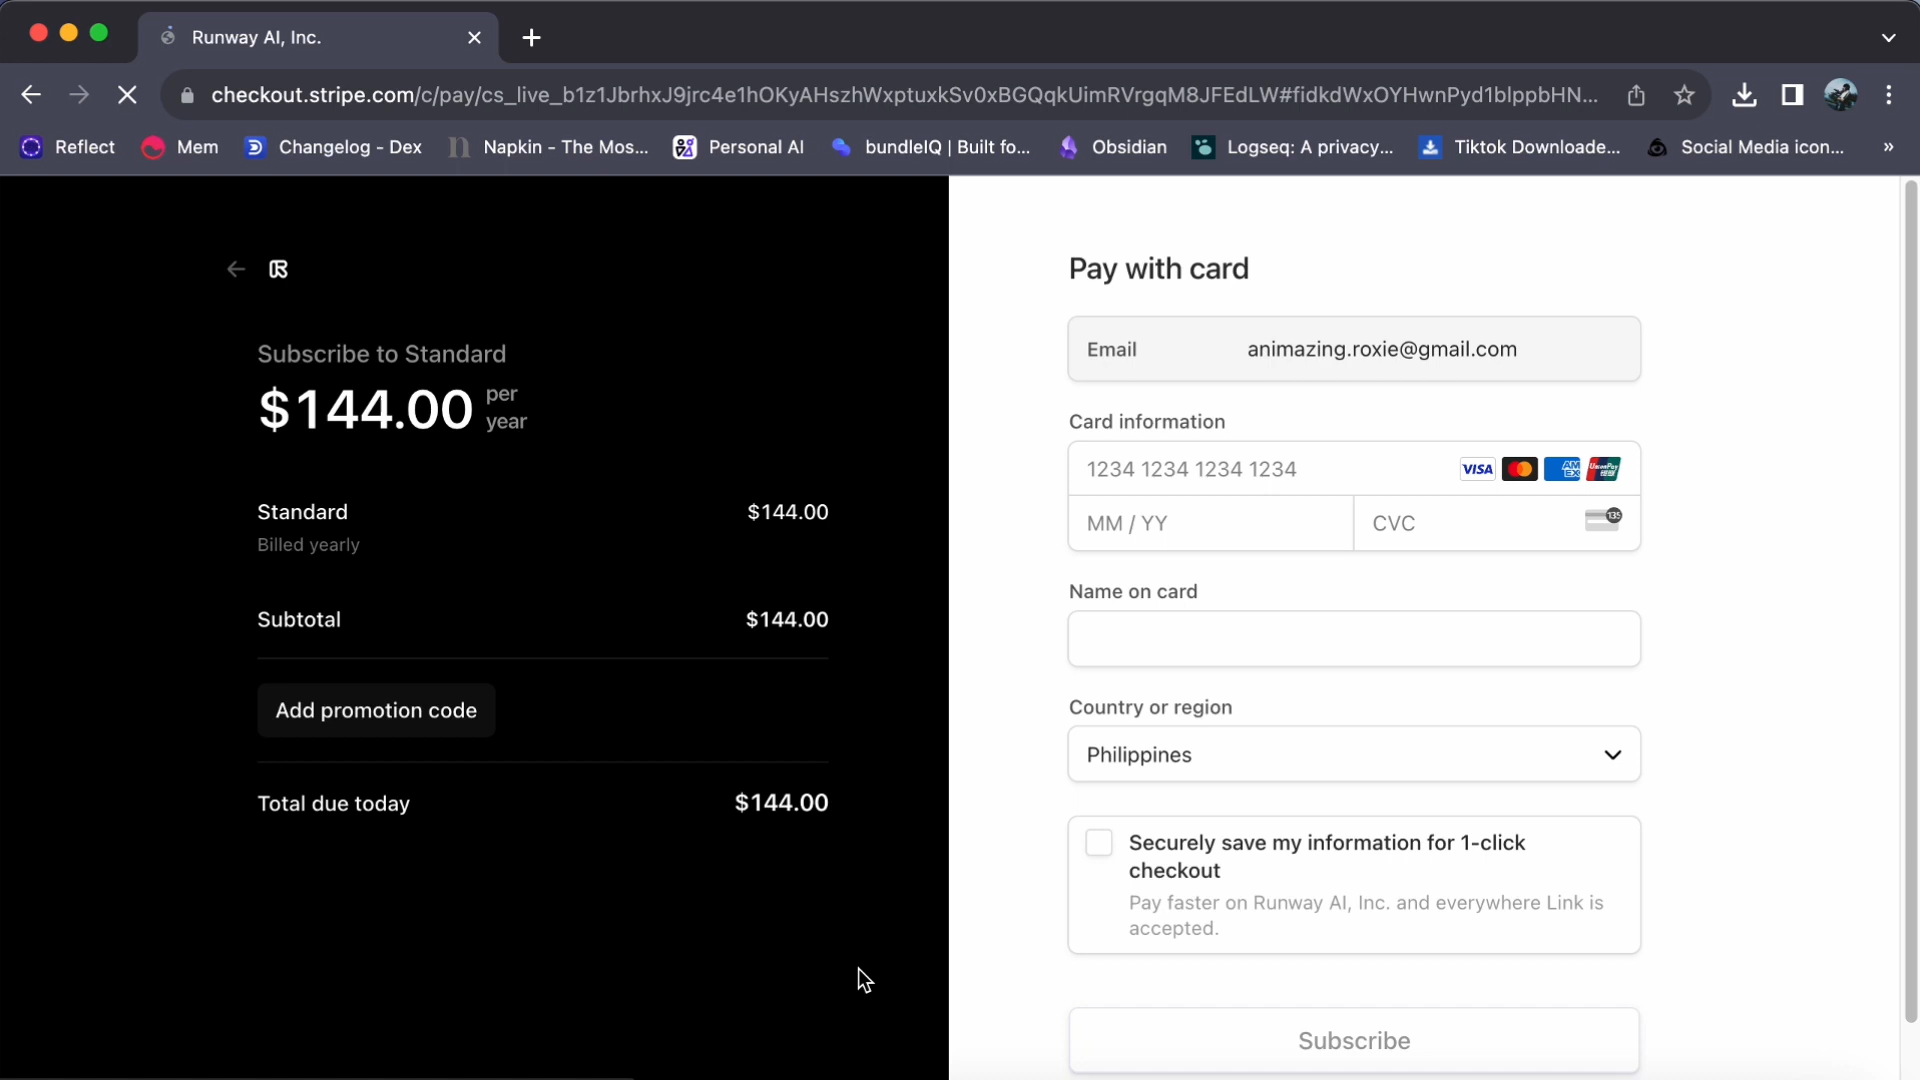 Runway AI, Inc.
checkout.stripe.com/c/pay/cs_live_b1z1JbrhxJ9jrc4e1hOKyAHszhWxptuxkSv0xBGQqkUimRVrgqM8JFEdLW#fidkdWxOYHwnPyd1blppbHN...
Reflect
Mem
Changelog - Dex
Napkin - The Mos...
Personal AI
bundleIQ | Built fo...
Obsidian
Logseq: A privacy...
Tiktok Downloade...
Social Media icon...
»
Subscribe to Standard
$144.00 per year
Standard $144.00
Billed yearly
Subtotal $144.00
Add promotion code
Total due today $144.00
Pay with card
Email animazing.roxie@gmail.com
Card information
1234 1234 1234 1234 VISA AM EX UnionPay
MM / YY CVC 135
Name on card
Country or region
Philippines
Securely save my information for 1-click
checkout
Pay faster on Runway AI, Inc. and everywhere Link is
accepted.
Subscribe